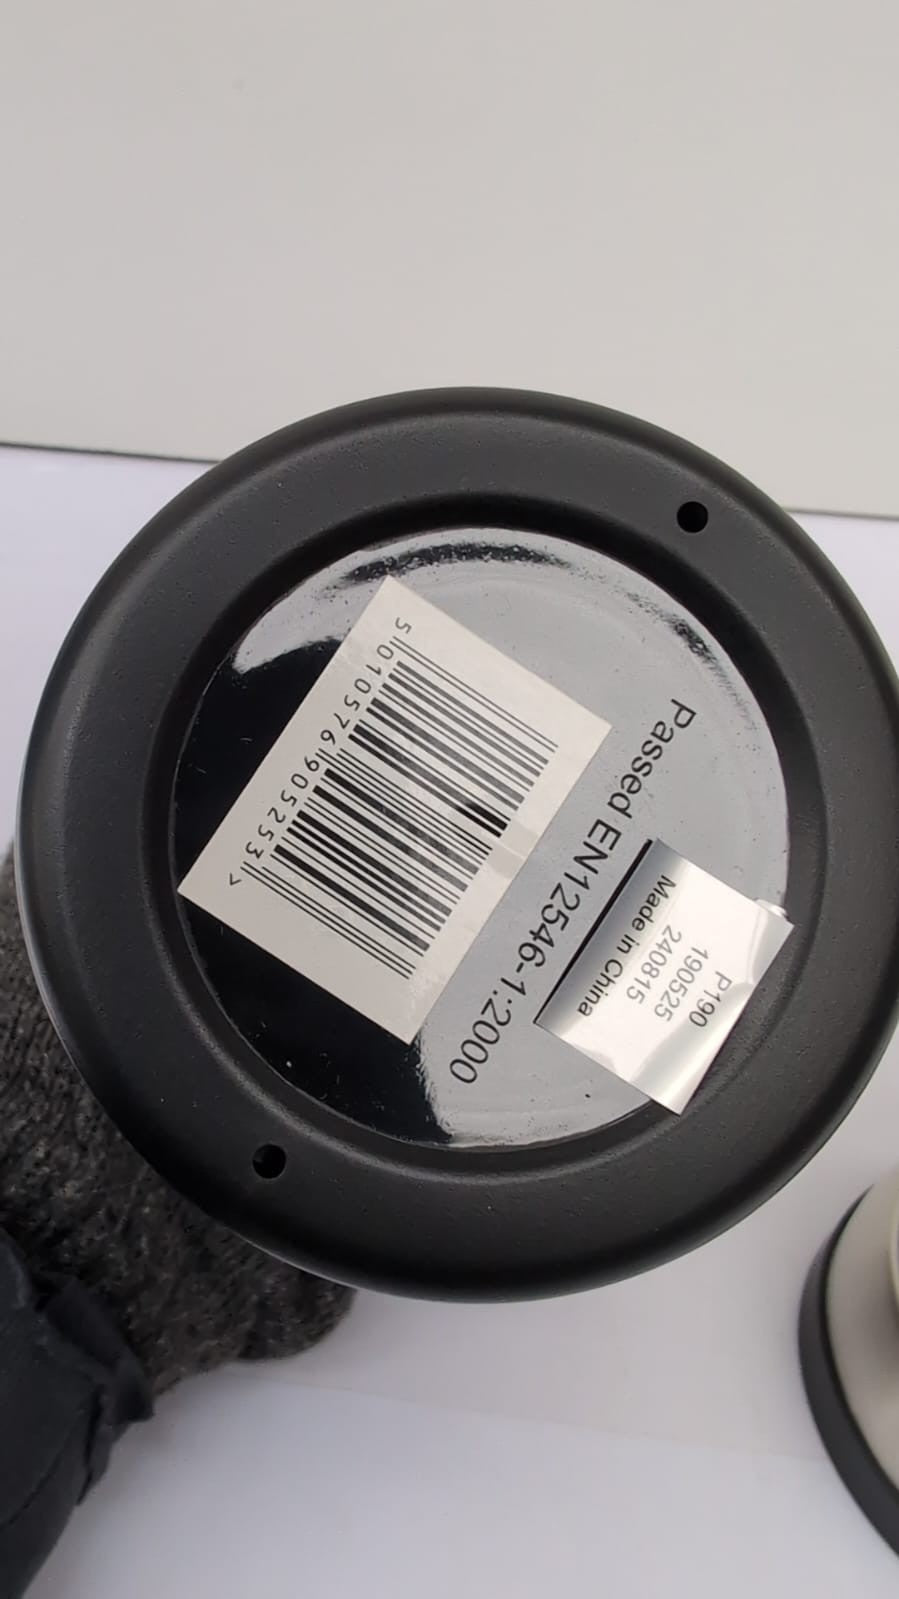 5 010576 905253 >
Passed EN12546-1:2000
P190
190525
240815
Made in China